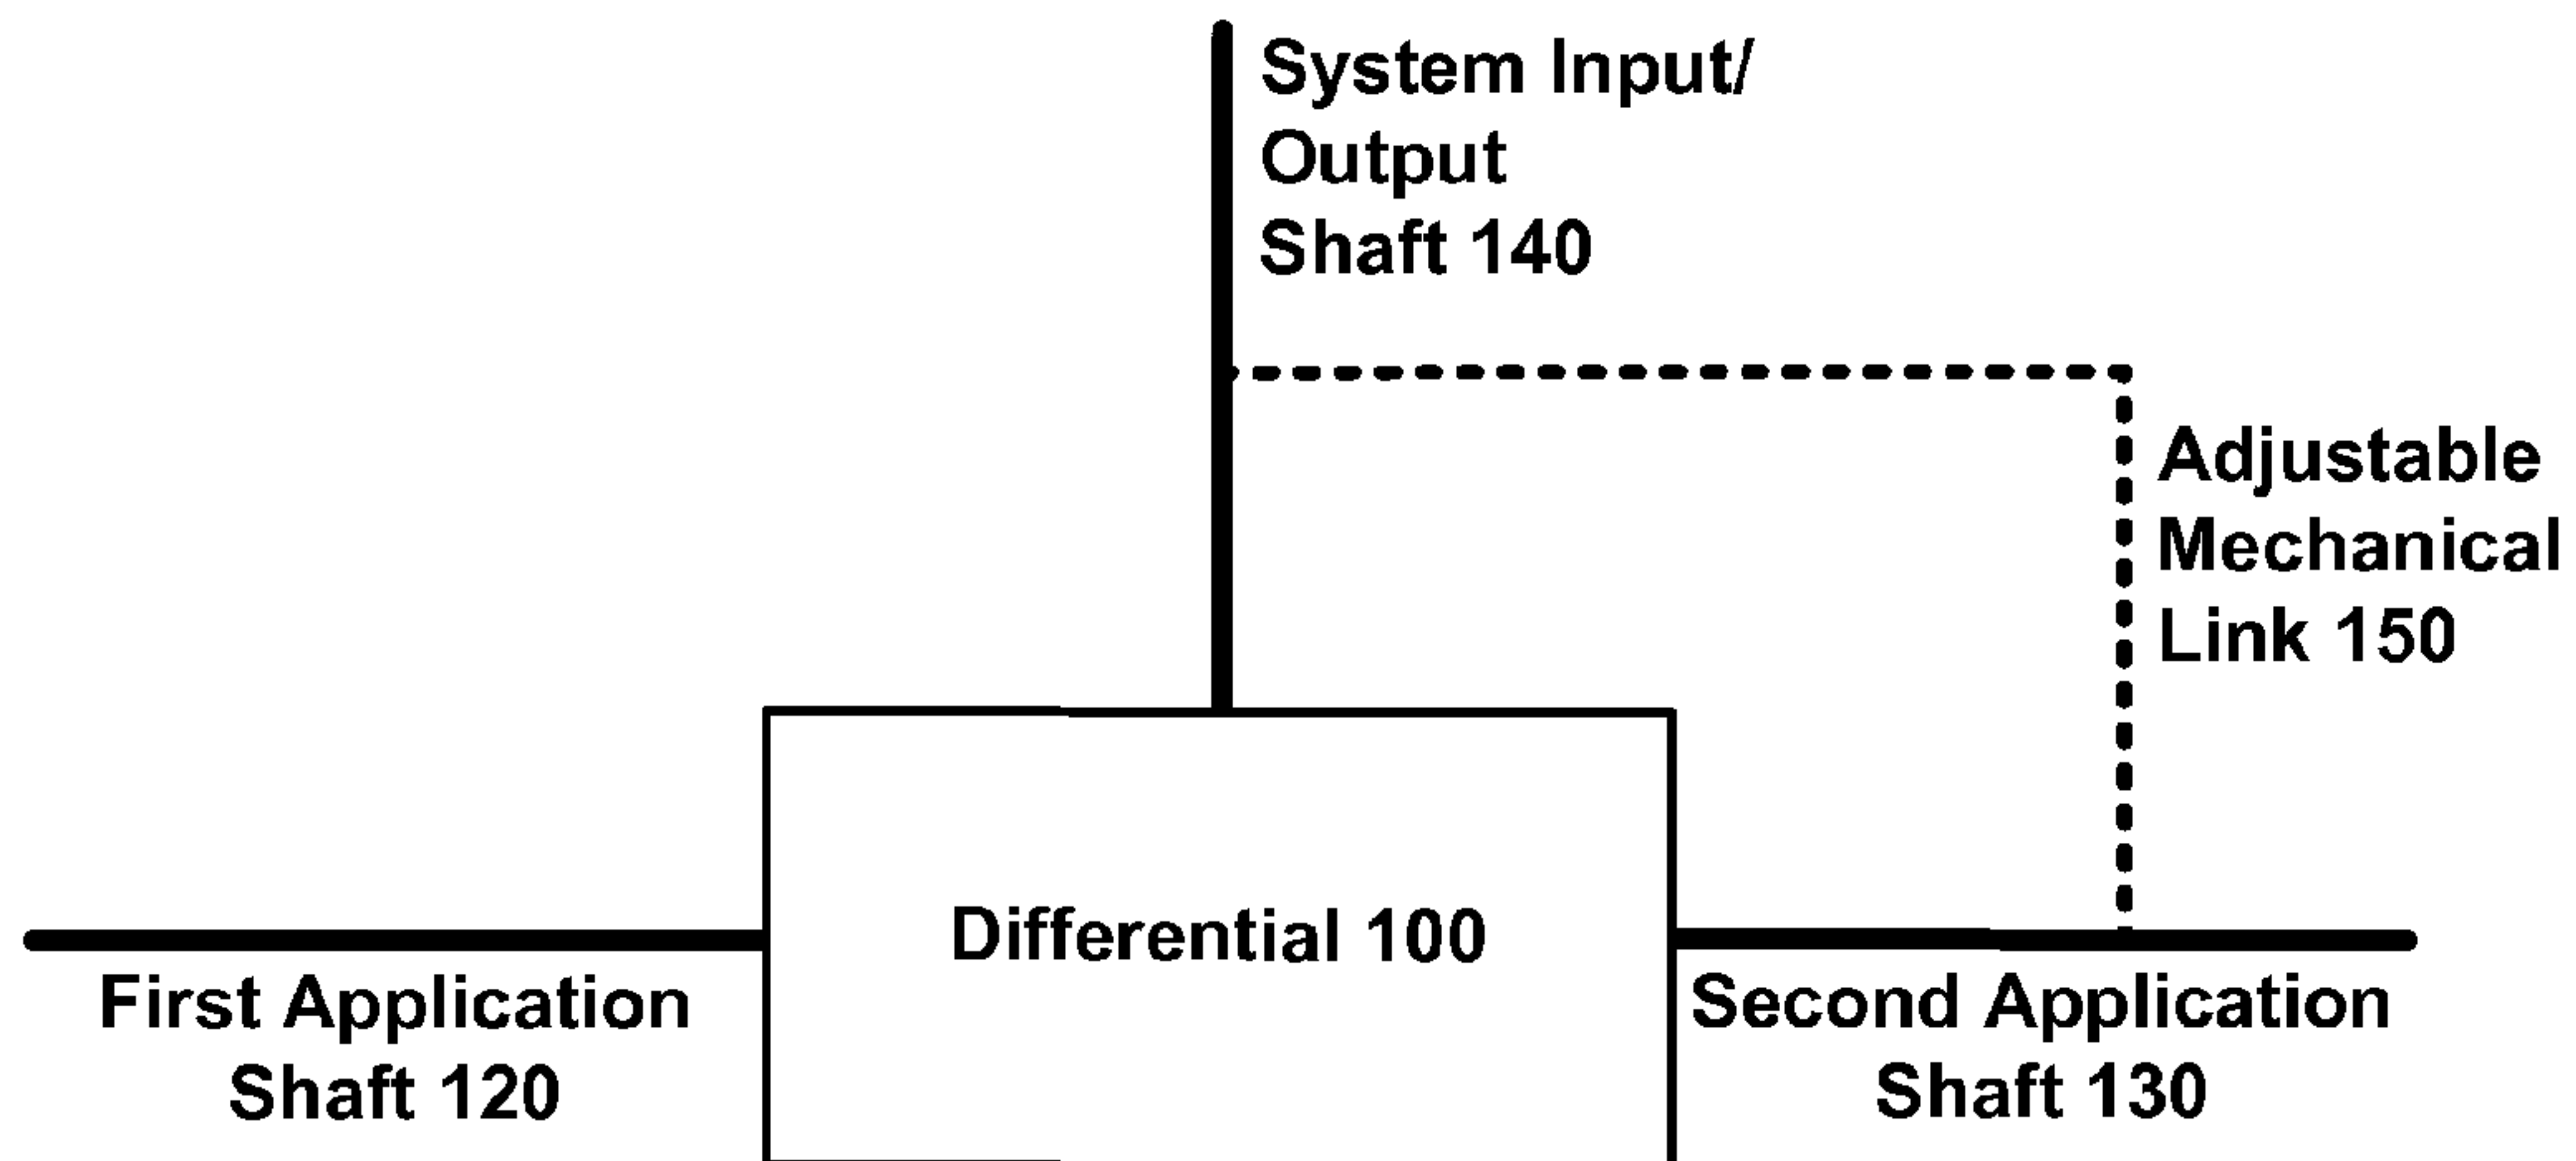 System Input/
Output
Shaft 140
Adjustable
Mechanical
Link 150
Differential 100
First Application
Shaft 120
Second Application
Shaft 130